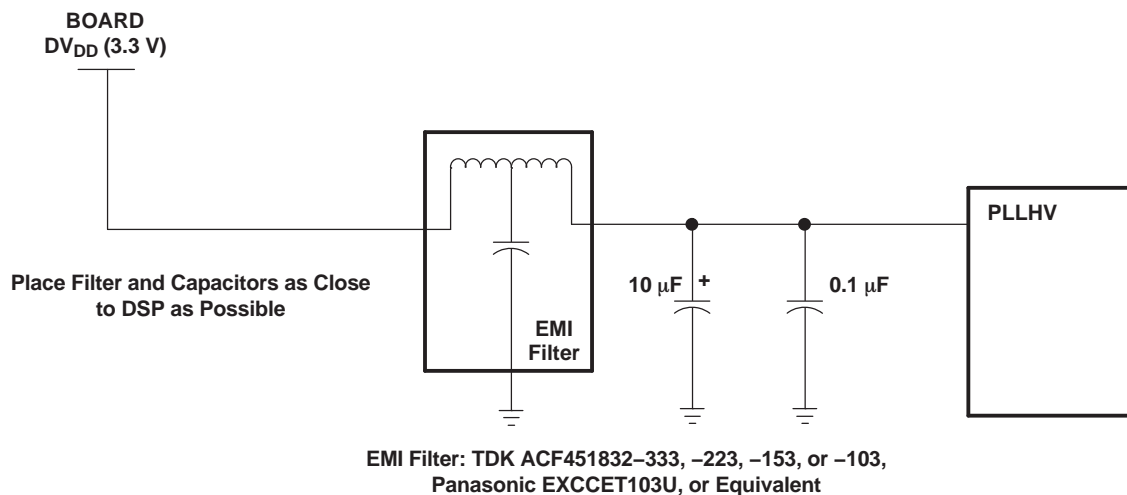 BOARD
DVDD (3.3 V)
PLLHV
Place Filter and Capacitors as Close
to DSP as Possible
10 μF +
0.1 μF
EMI
Filter
EMI Filter: TDK ACF451832–333, –223, –153, or –103,
Panasonic EXCCET103U, or Equivalent